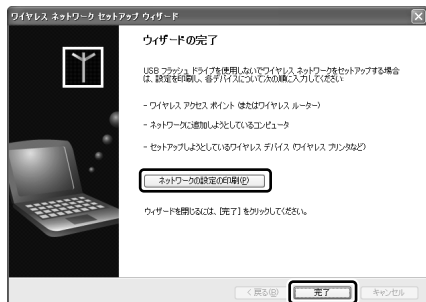 ワイヤレス ネットワーク セットアップ ウィザード
ウィザードの完了
USB フラッシュ ドライブを使用しないでワイヤレス ネットワークをセットアップする場合
は、設定を印刷し、各デバイスについて次の順に入力してください:
- ワイヤレス アクセス ポイント (またはワイヤレス ルーター)
- ネットワークに追加しようとしているコンピュータ
- セットアップしようとしているワイヤレス デバイス (ワイヤレス プリンタなど)
ネットワークの設定の印刷(P)
ウィザードを閉じるには、[完了] をクリックしてください。
< 戻る(B)
完了
キャンセル